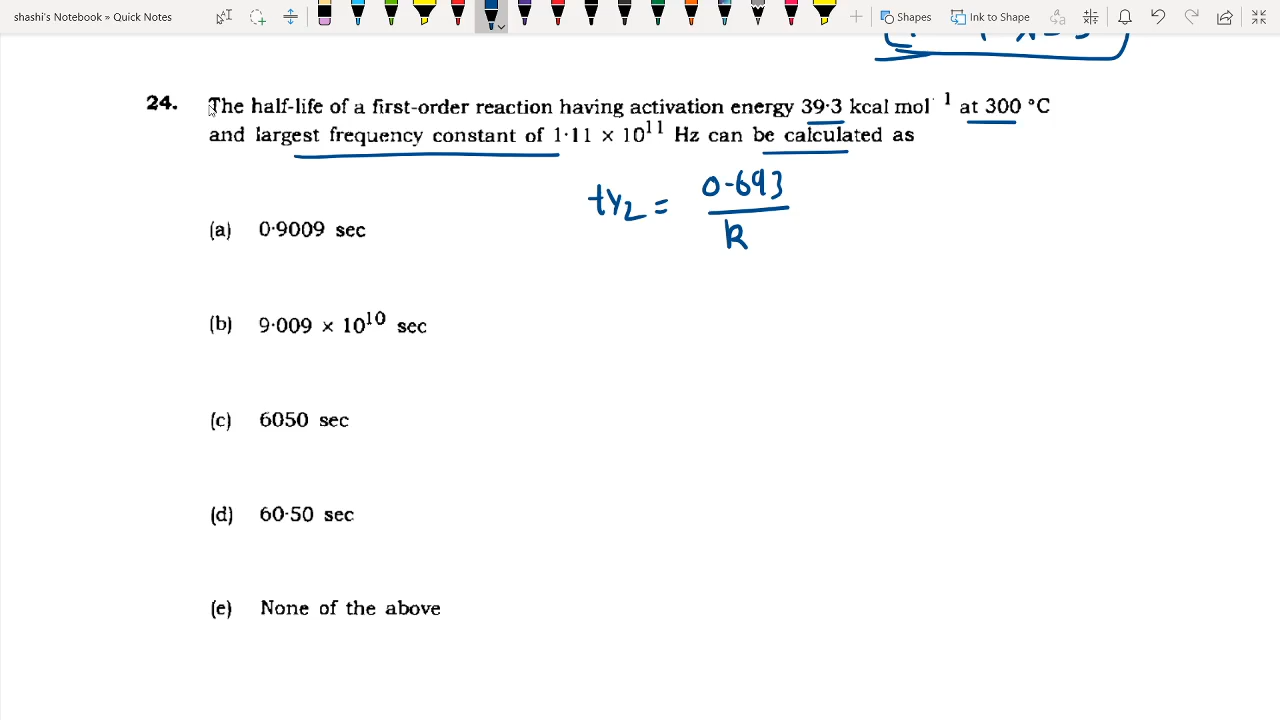 shashi's Notebook » Quick Notes
Shapes Ink to Shape
24. The half-life of a first-order reaction having activation energy 39·3 kcal mol⁻¹ at 300 °C
and largest frequency constant of 1·11 × 10¹¹ Hz can be calculated as
t½ = 0.693
k
(a) 0·9009 sec
(b) 9·009 × 10¹⁰ sec
(c) 6050 sec
(d) 60·50 sec
(e) None of the above